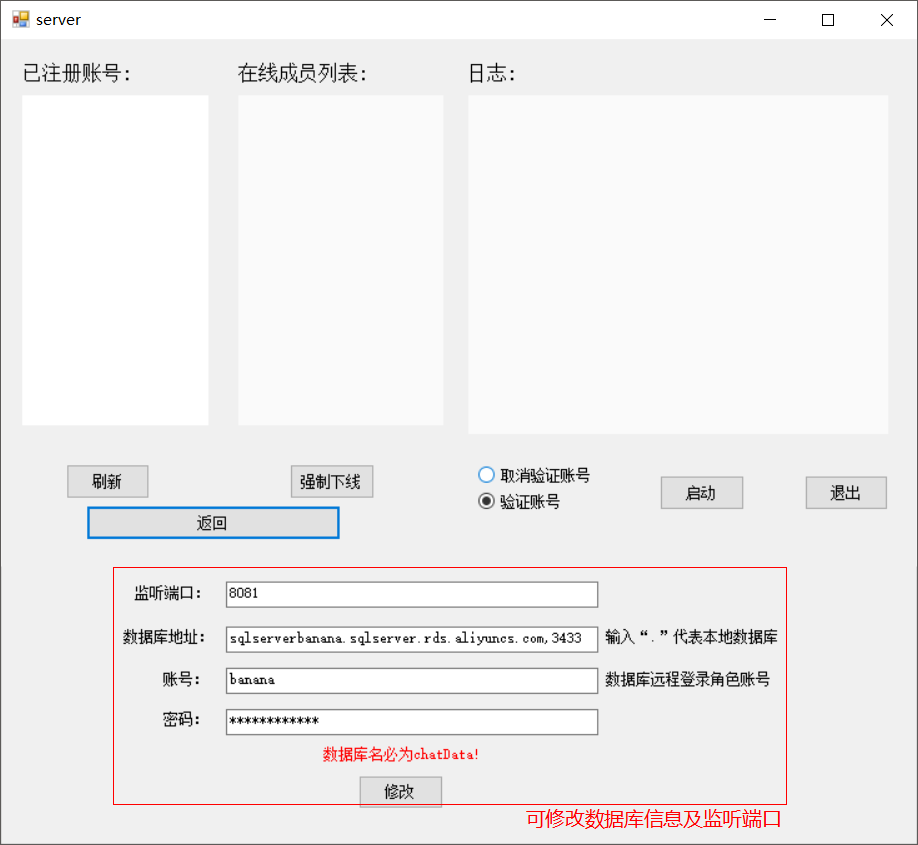 server
已注册账号: 在线成员列表: 日志:
刷新 强制下线 取消验证账号 启动 退出
验证账号
返回
监听端口: 8081
数据库地址: sqlserverbanana.sqlserver.rds.aliyuncs.com,3433 输入“.”代表本地数据库
账号: banana 数据库远程登录角色账号
密码: ************
数据库名必为chatData!
修改
可修改数据库信息及监听端口